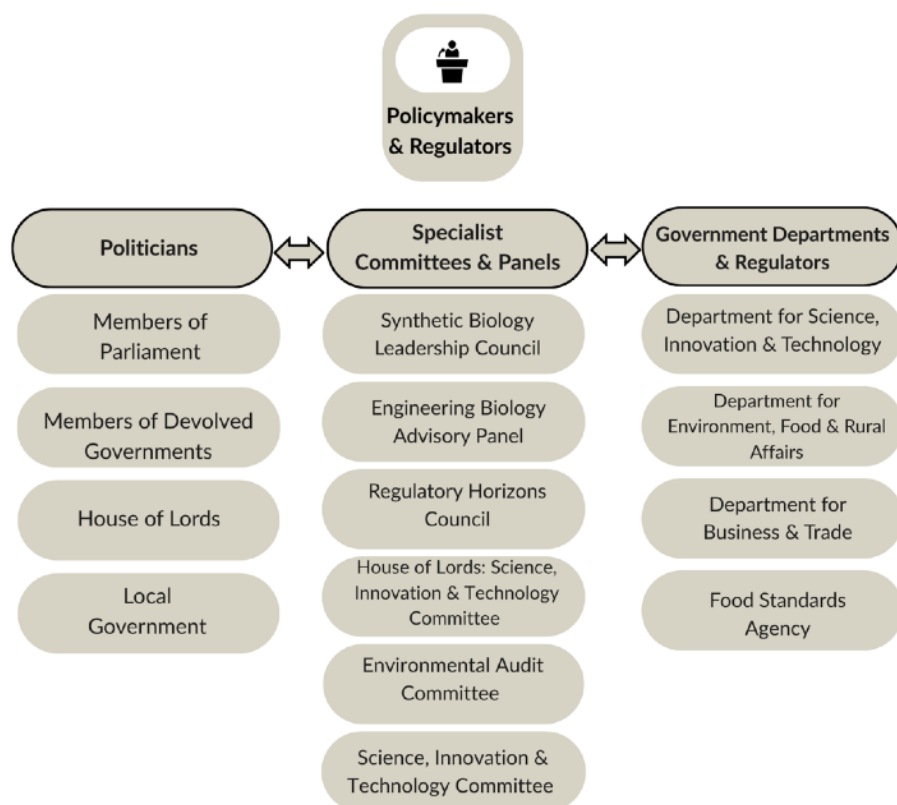 Policymakers
& Regulators
Politicians
Members of
Parliament
Members of Devolved
Governments
House of Lords
Local
Government
Specialist
Committees & Panels
Synthetic Biology
Leadership Council
Engineering Biology
Advisory Panel
Regulatory Horizons
Council
House of Lords: Science,
Innovation & Technology
Committee
Environmental Audit
Committee
Science, Innovation &
Technology Committee
Government Departments
& Regulators
Department for Science,
Innovation & Technology
Department for
Environment, Food & Rural
Affairs
Department for
Business & Trade
Food Standards
Agency